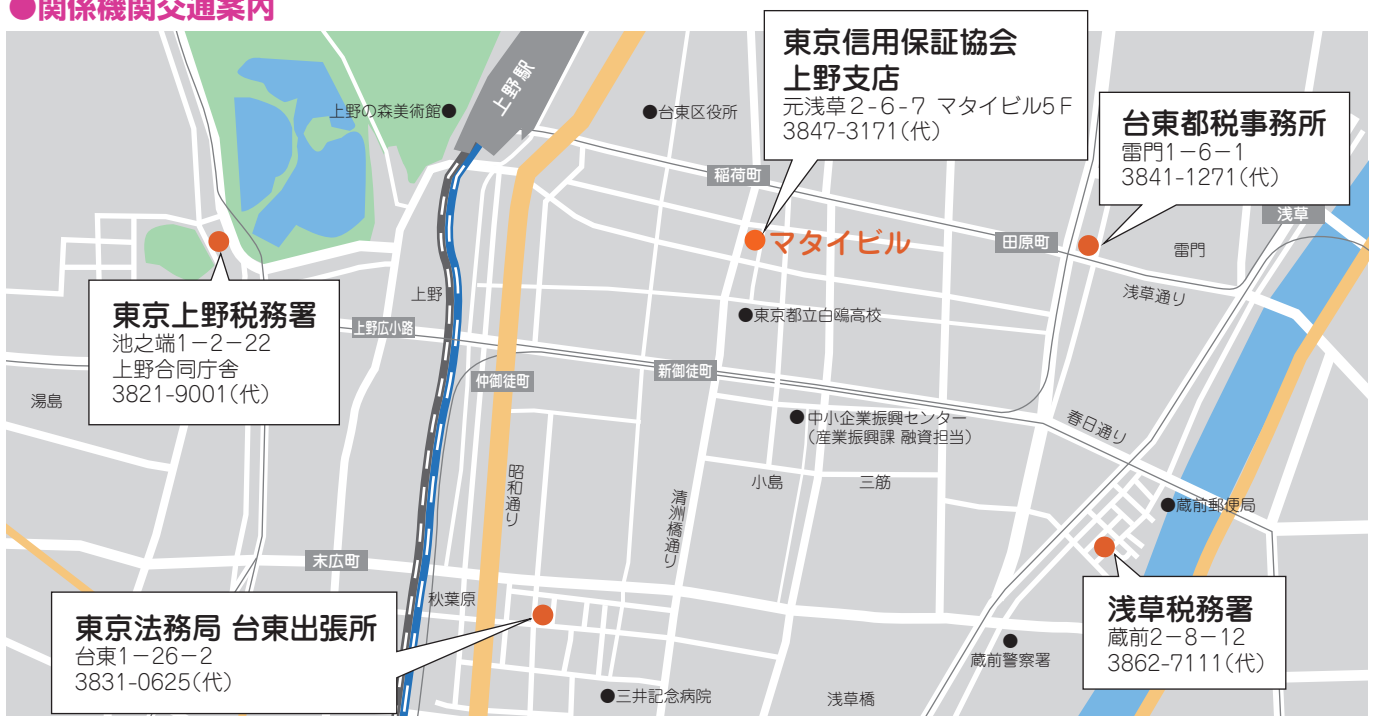 ●関係機関交通案内
東京信用保証協会
上野支店
元浅草2-6-7 マタイビル5F
3847-3171(代)
上野駅
上野の森美術館●
●台東区役所
台東都税事務所
雷門1−6−1
3841-1271(代)
稲荷町
浅草
マタイビル
田原町
雷門
浅草通り
上野
東京上野税務署
池之端1−2−22
上野合同庁舎
3821-9001(代)
●東京都立白鷗高校
上野広小路
仲御徒町
新御徒町
湯島
●中小企業振興センター
(産業振興課 融資担当)
春日通り
昭和通り
清洲橋通り
小島
三筋
●蔵前郵便局
末広町
秋葉原
東京法務局 台東出張所
台東1−26−2
3831-0625(代)
浅草税務署
蔵前2−8−12
3862-7111(代)
●
蔵前警察署
●三井記念病院
浅草橋